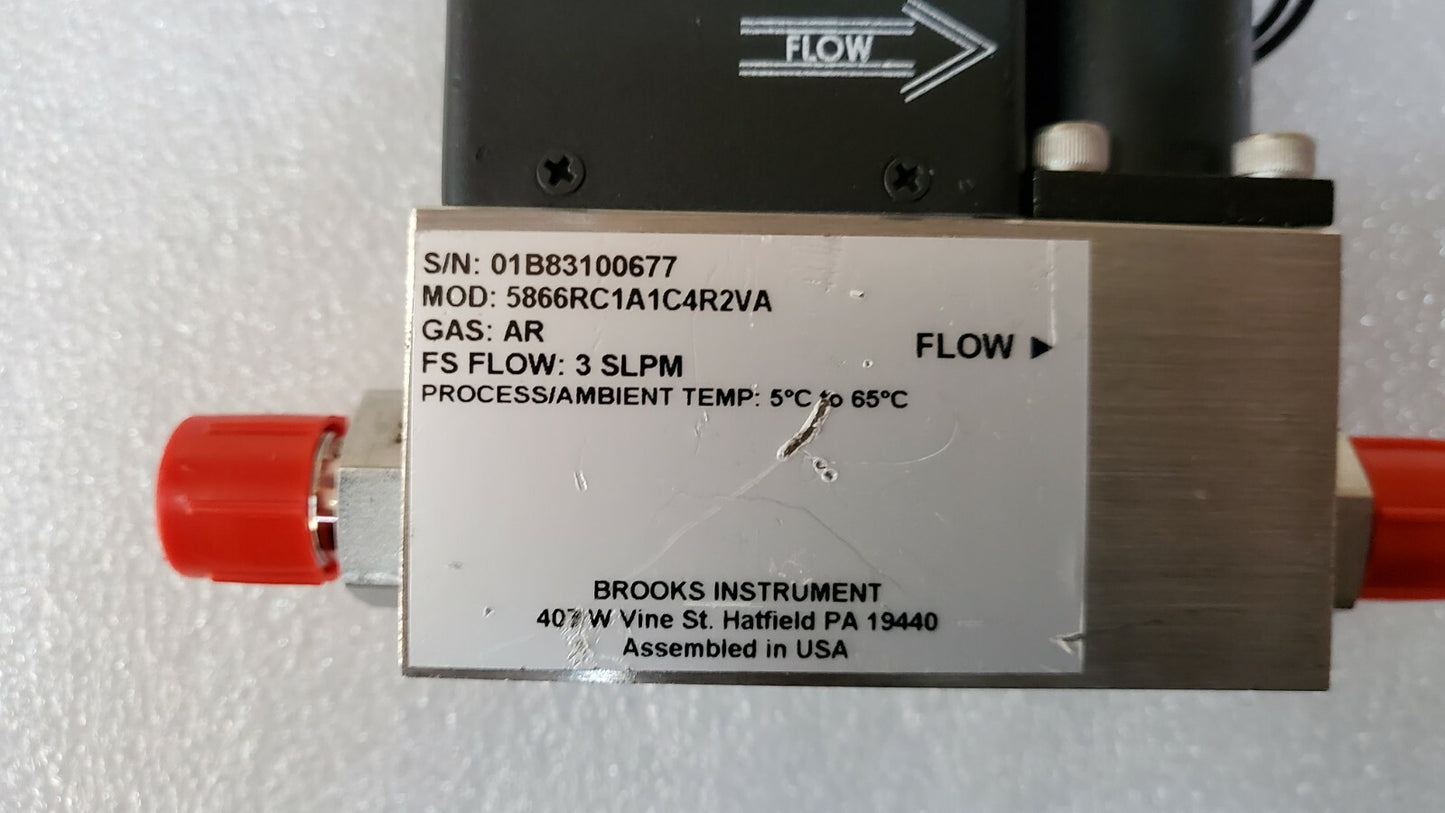 FLOW
S/N: 01B83100677
MOD: 5866RC1A1C4R2VA
GAS: AR
FS FLOW: 3 SLPM
FLOW ▶
PROCESS/AMBIENT TEMP: 5°C to 65°C
BROOKS INSTRUMENT
407 W Vine St. Hatfield PA 19440
Assembled in USA